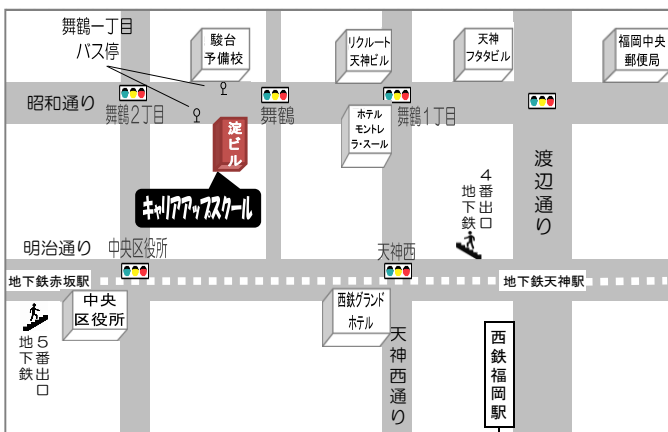 舞鶴一丁目
バス停
駿台
予備校
リクルート
天神ビル
天神
フタタビル
福岡中央
郵便局
昭和通り
舞鶴2丁目
舞鶴
舞鶴1丁目
ホテル
モントレ
ラ・スール
淀ビル
キャリアアップスクール
渡辺通り
4番出口
地下鉄
明治通り
中央区役所
天神西
地下鉄赤坂駅
地下鉄天神駅
中央
区役所
西鉄グランド
ホテル
5番出口
地下鉄
天神西通り
西鉄福岡駅